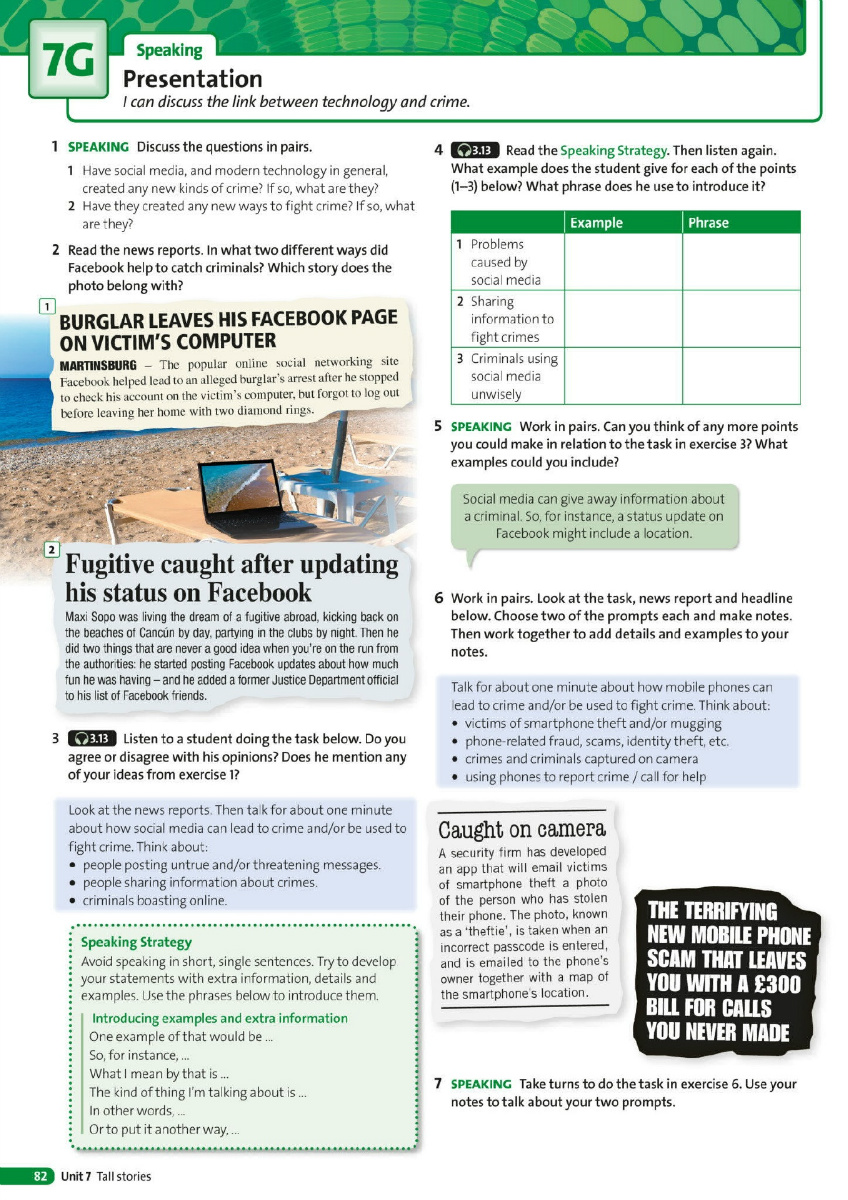 7G
Speaking
Presentation
I can discuss the link between technology and crime.
1 SPEAKING Discuss the questions in pairs.
1 Have social media, and modern technology in general,
created any new kinds of crime? If so, what are they?
2 Have they created any new ways to fight crime? If so, what
are they?
2 Read the news reports. In what two different ways did
Facebook help to catch criminals? Which story does the
photo belong with?
1
BURGLAR LEAVES HIS FACEBOOK PAGE
ON VICTIM'S COMPUTER
MARTINSBURG – The popular online social networking site
Facebook helped lead to an alleged burglar's arrest after he stopped
to check his account on the victim's computer, but forgot to log out
before leaving her home with two diamond rings.
2
Fugitive caught after updating
his status on Facebook
Maxi Sopo was living the dream of a fugitive abroad, kicking back on
the beaches of Cancún by day, partying in the clubs by night. Then he
did two things that are never a good idea when you're on the run from
the authorities: he started posting Facebook updates about how much
fun he was having – and he added a former Justice Department official
to his list of Facebook friends.
3 3.13 Listen to a student doing the task below. Do you
agree or disagree with his opinions? Does he mention any
of your ideas from exercise 1?
Look at the news reports. Then talk for about one minute
about how social media can lead to crime and/or be used to
fight crime. Think about:
• people posting untrue and/or threatening messages.
• people sharing information about crimes.
• criminals boasting online.
Speaking Strategy
Avoid speaking in short, single sentences. Try to develop
your statements with extra information, details and
examples. Use the phrases below to introduce them.
Introducing examples and extra information
One example of that would be ...
So, for instance, ...
What I mean by that is ...
The kind of thing I'm talking about is ...
In other words, ...
Or to put it another way, ...
4 3.13 Read the Speaking Strategy. Then listen again.
What example does the student give for each of the points
(1–3) below? What phrase does he use to introduce it?
Example Phrase
1 Problems
caused by
social media
2 Sharing
information to
fight crimes
3 Criminals using
social media
unwisely
5 SPEAKING Work in pairs. Can you think of any more points
you could make in relation to the task in exercise 3? What
examples could you include?
Social media can give away information about
a criminal. So, for instance, a status update on
Facebook might include a location.
6 Work in pairs. Look at the task, news report and headline
below. Choose two of the prompts each and make notes.
Then work together to add details and examples to your
notes.
Talk for about one minute about how mobile phones can
lead to crime and/or be used to fight crime. Think about:
• victims of smartphone theft and/or mugging
• phone-related fraud, scams, identity theft, etc.
• crimes and criminals captured on camera
• using phones to report crime / call for help
Caught on camera
A security firm has developed
an app that will email victims
of smartphone theft a photo
of the person who has stolen
their phone. The photo, known
as a 'theftie', is taken when an
incorrect passcode is entered,
and is emailed to the phone's
owner together with a map of
the smartphone's location.
THE TERRIFYING
NEW MOBILE PHONE
SCAM THAT LEAVES
YOU WITH A £300
BILL FOR CALLS
YOU NEVER MADE
7 SPEAKING Take turns to do the task in exercise 6. Use your
notes to talk about your two prompts.
82 Unit 7 Tall stories